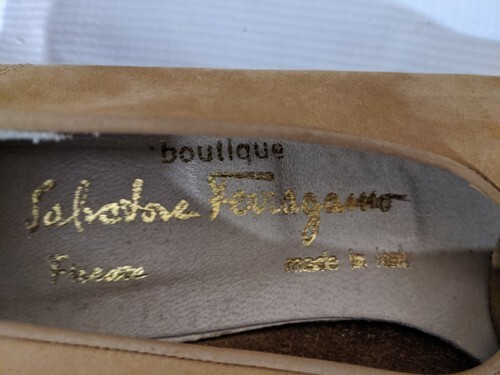 boutique
Salvatore Ferragamo
Firenze made in Italy